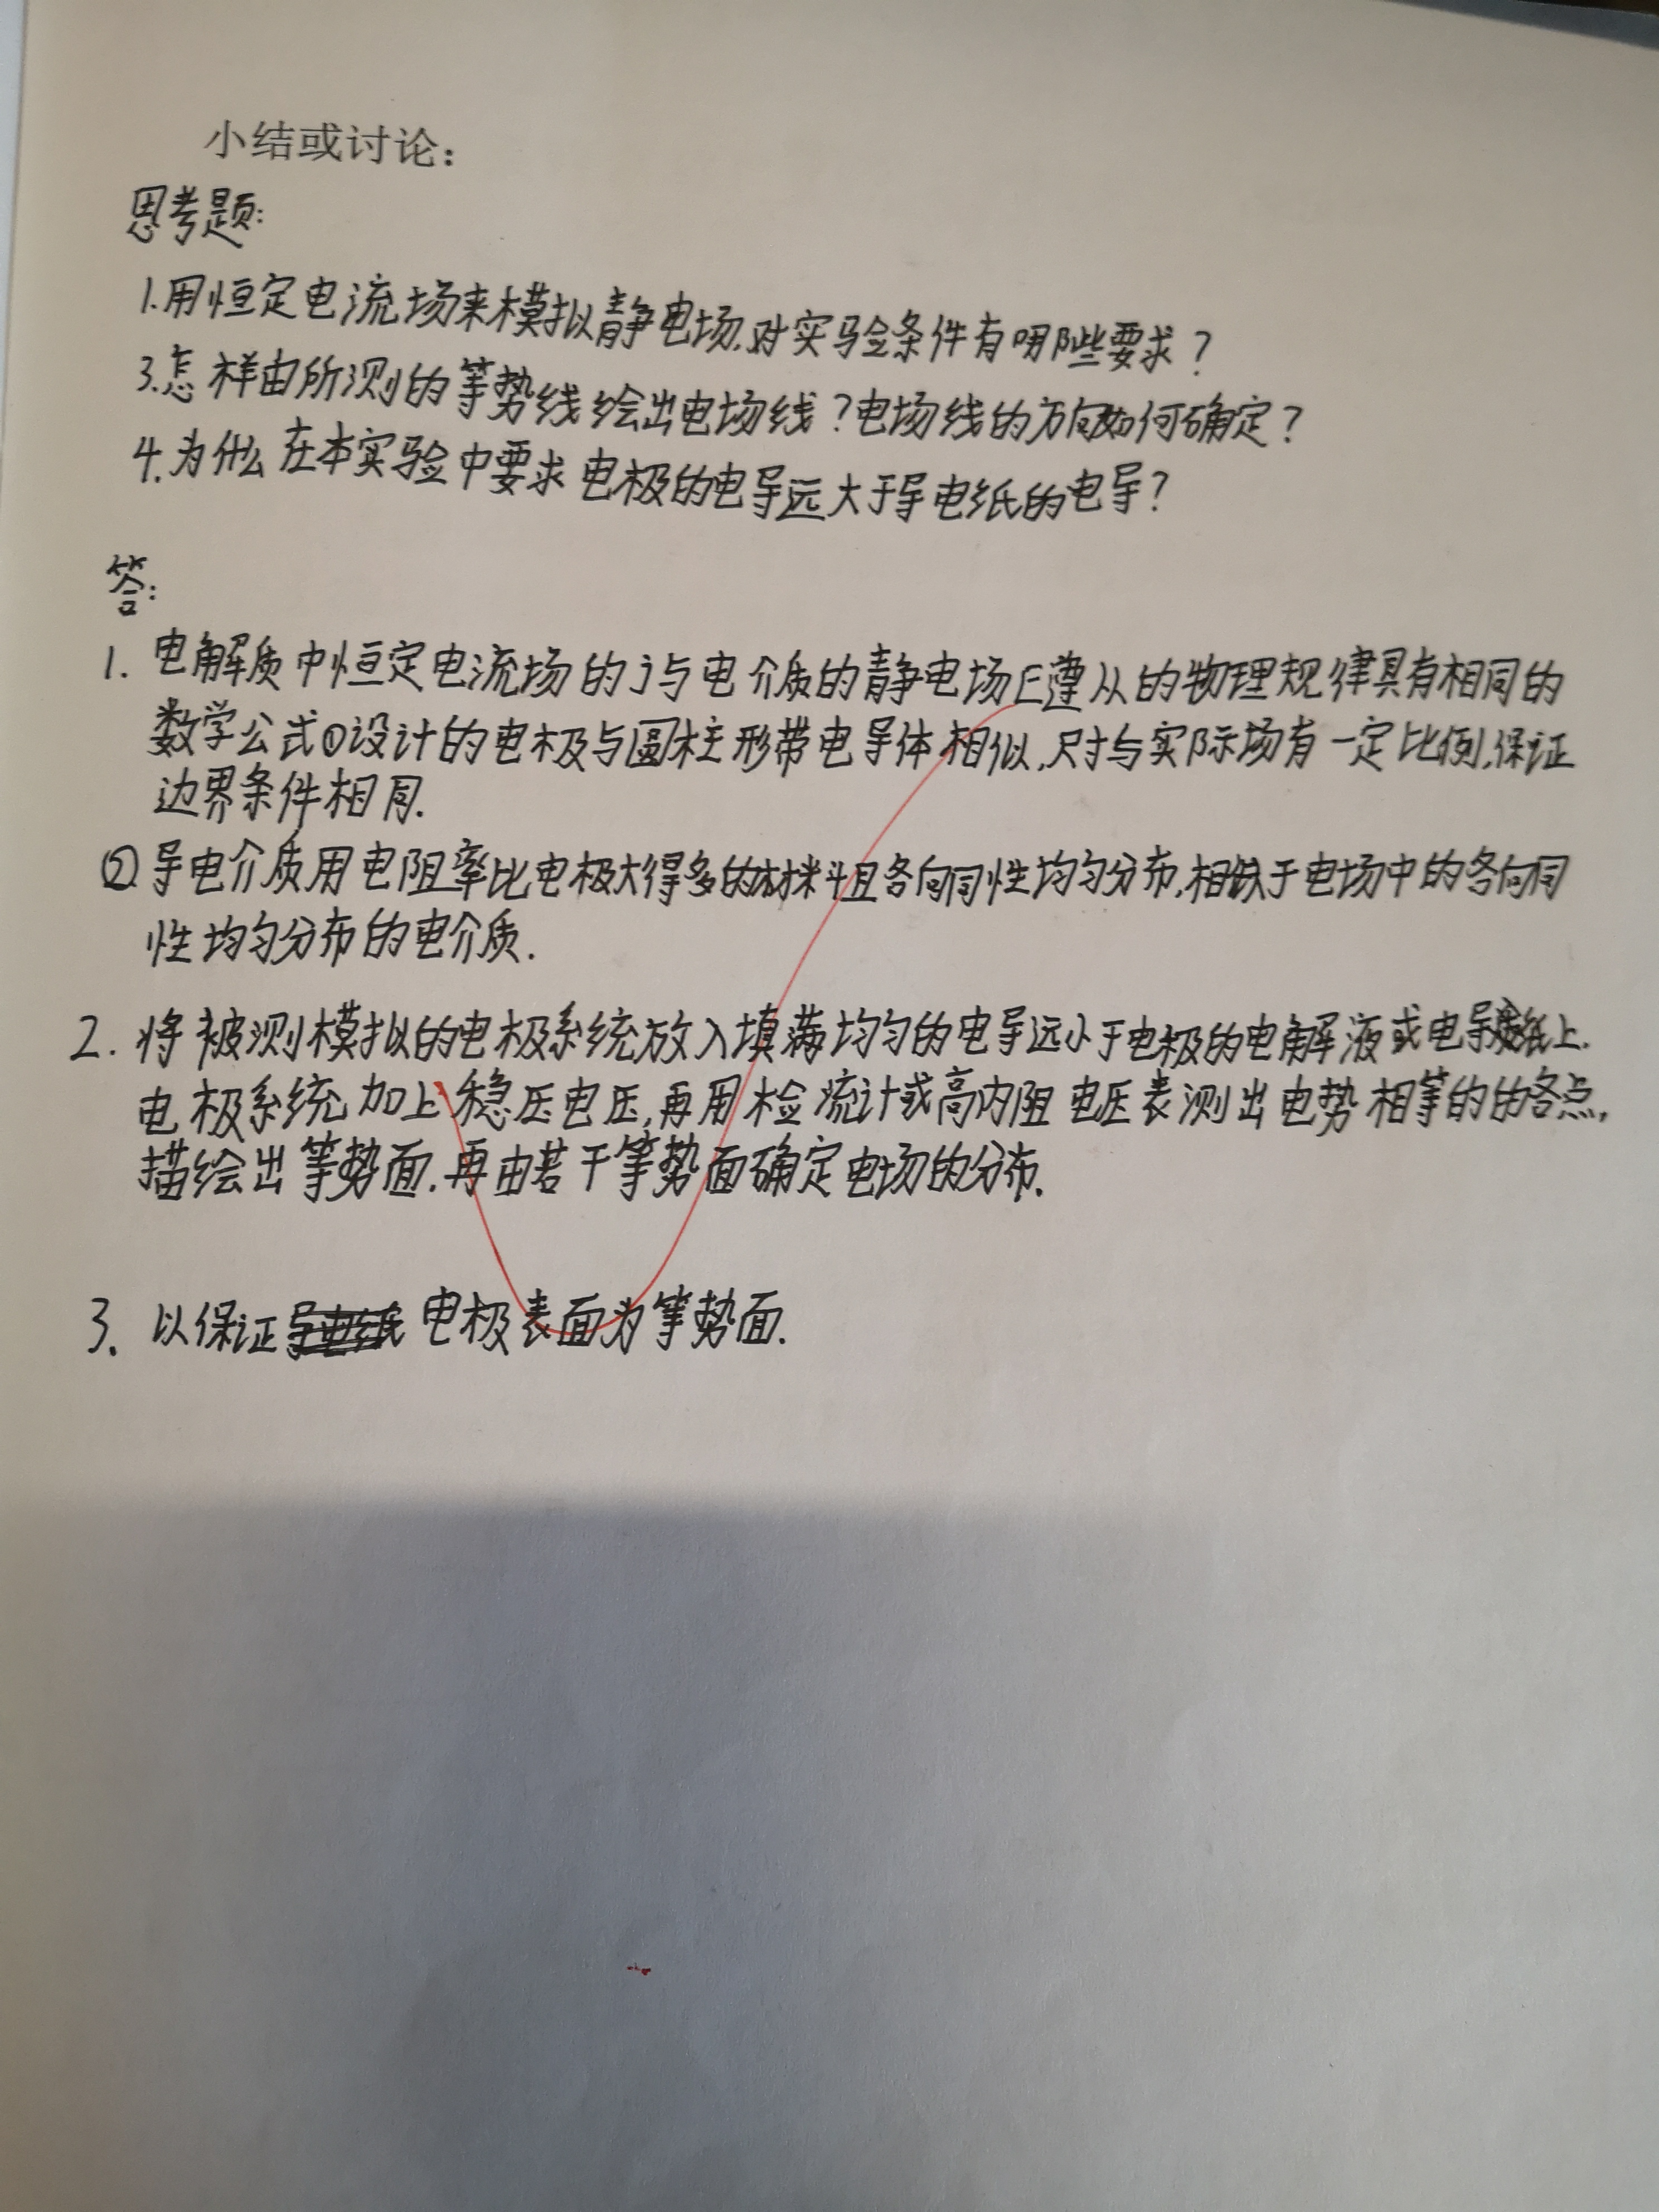 小结或讨论：
思考题：
1.用恒定电流场来模拟静电场,对实验条件有哪些要求？
3.怎样由所测的等势线绘出电场线？电场线的方向如何确定？
4.为什么在本实验中要求电极的电导远大于导电纸的电导？
答：
1. 电解质中恒定电流场的j与电介质的静电场E遵从的物理规律具有相同的
数学公式①设计的电极与圆柱形带电导体相似,尺寸与实际场有一定比例,保证
边界条件相同.
②导电介质用电阻率比电极大得多的材料且各向同性均匀分布,相似于电场中的各向同
性均匀分布的电介质.
2. 将被测模拟的电极系统放入填满均匀的电导远小于电极的电解液或电导纸上.
电极系统加上稳压电压,再用检流计或高内阻电压表测出电势相等的的各点,
描绘出等势面.再由若干等势面确定电场的分布.
3. 以保证电极表面为等势面.